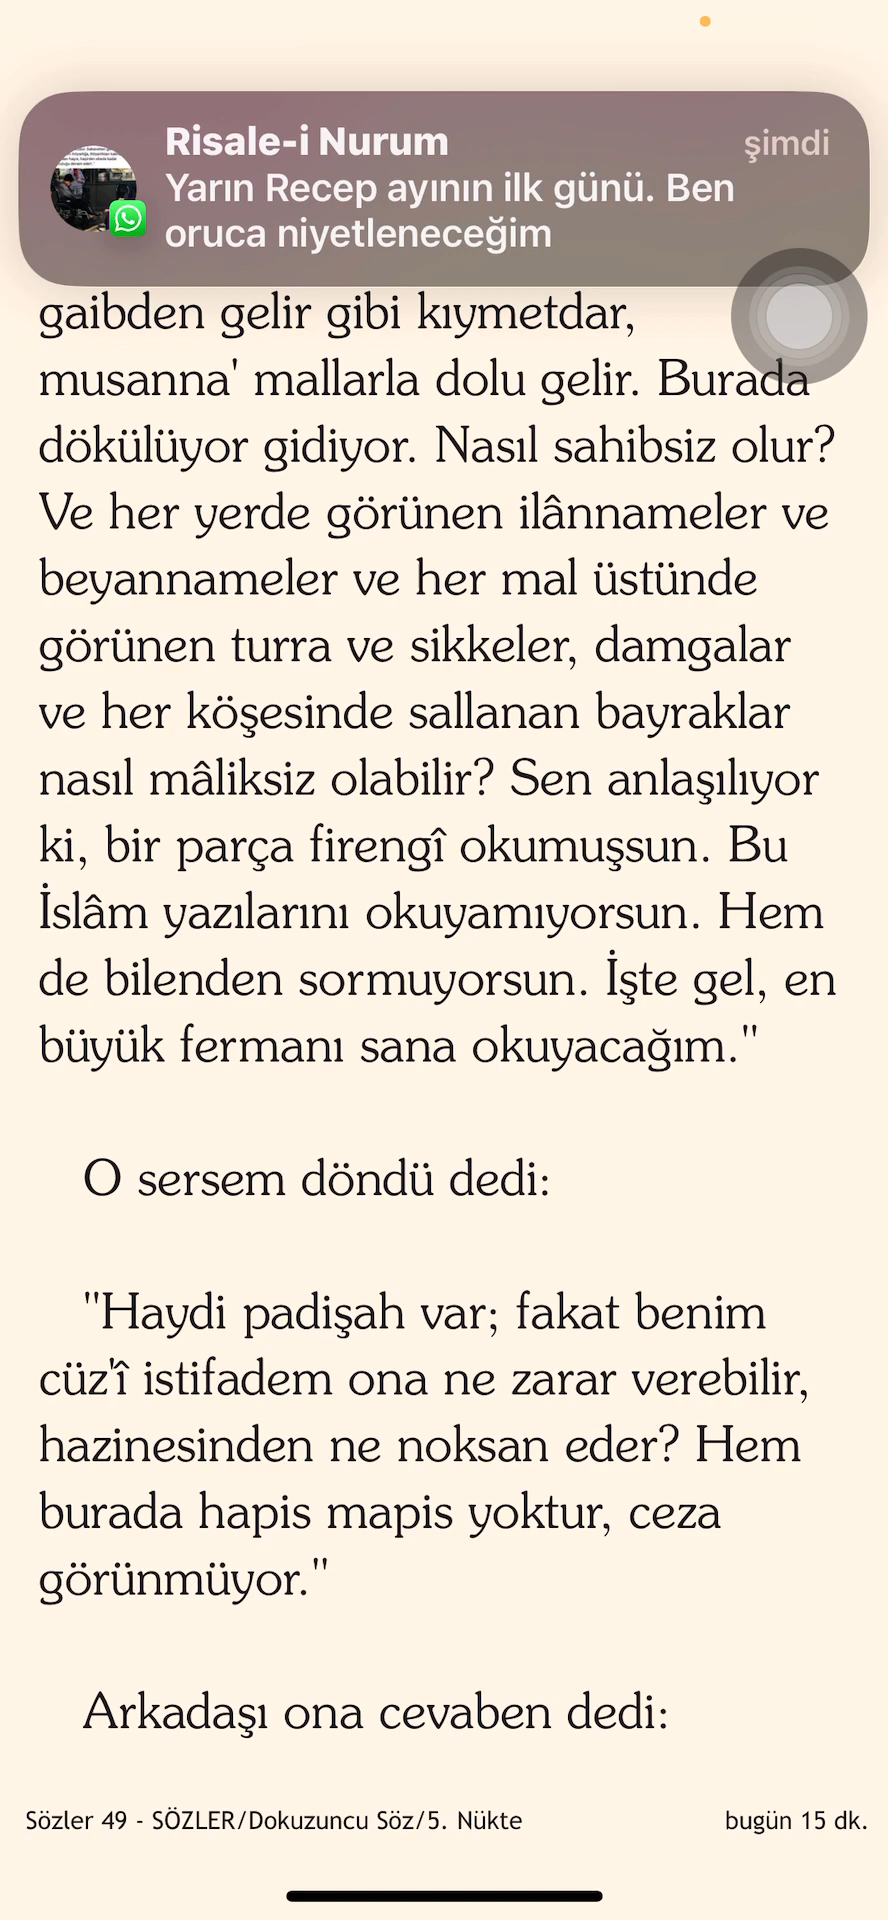 Risale-i Nurum
şimdi
Yarın Recep ayının ilk günü. Ben
oruca niyetleneceğim
gaibden gelir gibi kıymetdar,
musanna' mallarla dolu gelir. Burada
dökülüyor gidiyor. Nasıl sahibsiz olur?
Ve her yerde görünen ilânnameler ve
beyannameler ve her mal üstünde
görünen turra ve sikkeler, damgalar
ve her köşesinde sallanan bayraklar
nasıl mâliksiz olabilir? Sen anlaşılıyor
ki, bir parça firengî okumuşsun. Bu
İslâm yazılarını okuyamıyorsun. Hem
de bilenden sormuyorsun. İşte gel, en
büyük fermanı sana okuyacağım."
O sersem döndü dedi:
"Haydi padişah var; fakat benim
cüz'î istifadem ona ne zarar verebilir,
hazinesinden ne noksan eder? Hem
burada hapis mapis yoktur, ceza
görünmüyor."
Arkadaşı ona cevaben dedi:
Sözler 49 - SÖZLER/Dokuzuncu Söz/5. Nükte
bugün 15 dk.